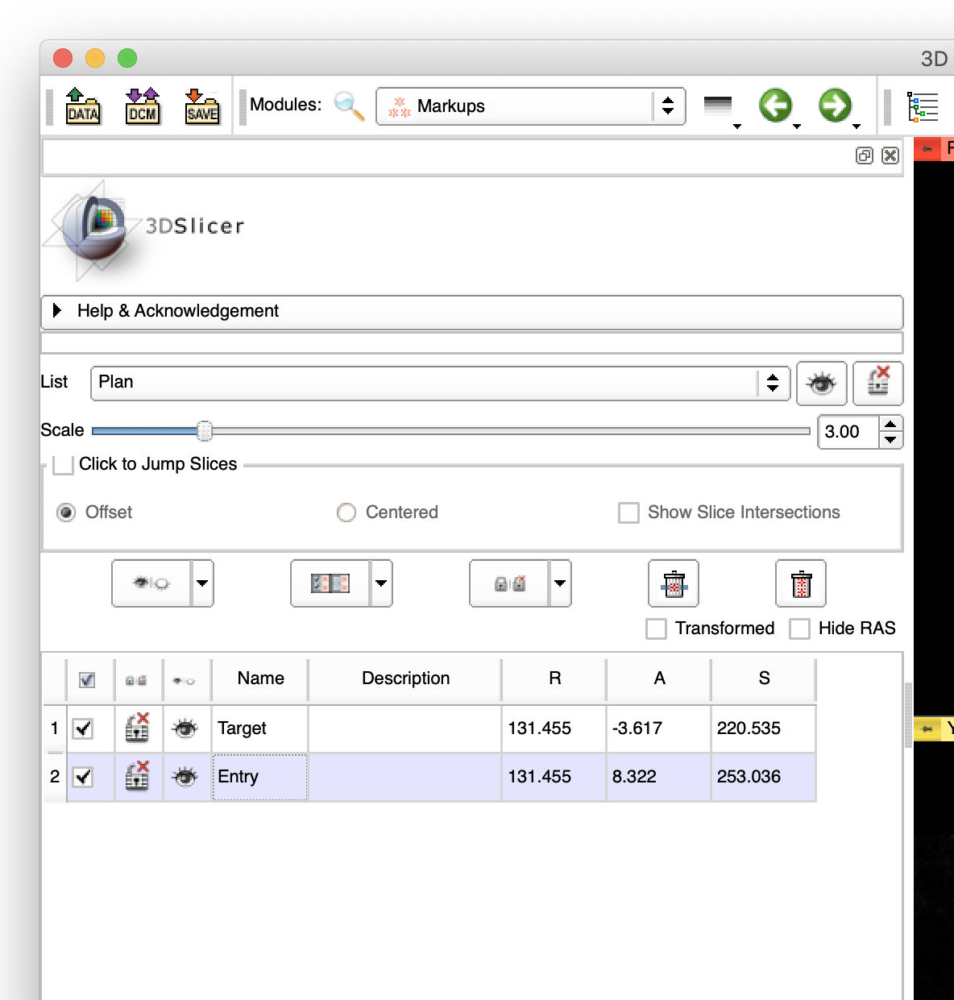 3D
DATA DCM SAVE Modules: Markups
3DSlicer
Help & Acknowledgement
List Plan
Scale 3.00
Click to Jump Slices
Offset Centered Show Slice Intersections
Transformed Hide RAS
Name Description R A S
1 Target 131.455 -3.617 220.535
2 Entry 131.455 8.322 253.036